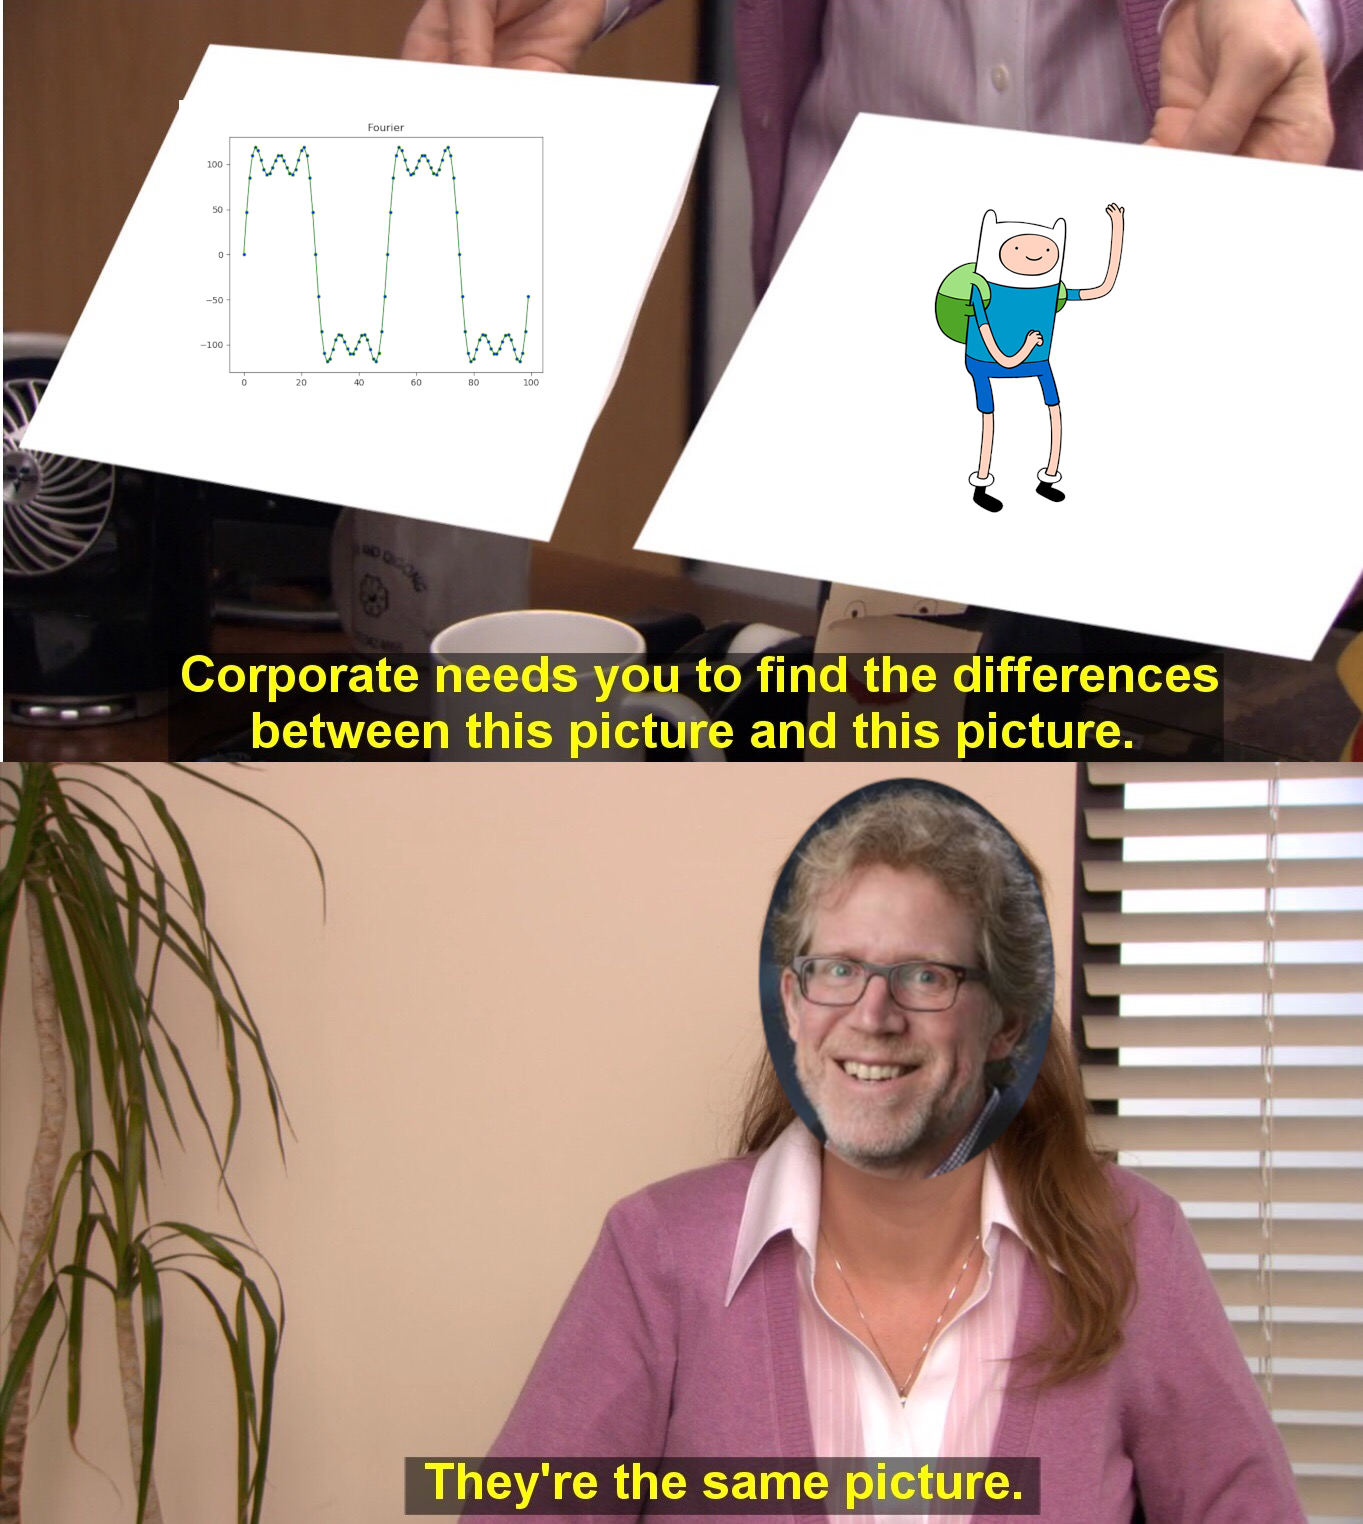 Fourier
100
50
0
−50
−100
0 20 40 60 80 100
Corporate needs you to find the differences
between this picture and this picture.
They're the same picture.